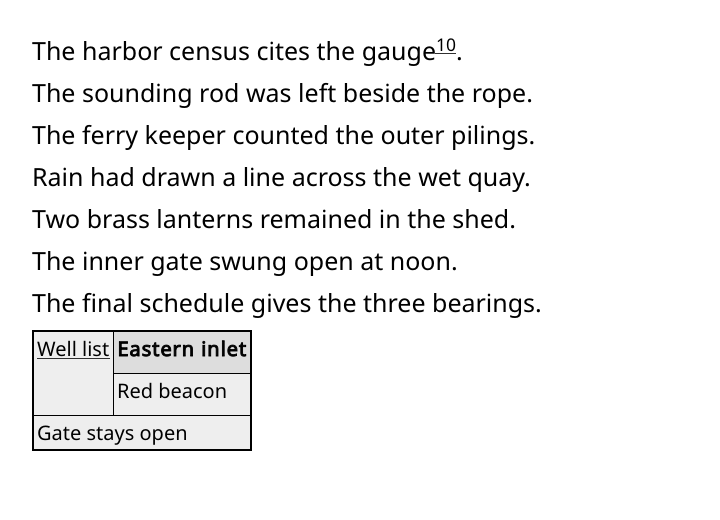 The harbor census cites the gauge¹⁰.
The sounding rod was left beside the rope.
The ferry keeper counted the outer pilings.
Rain had drawn a line across the wet quay.
Two brass lanterns remained in the shed.
The inner gate swung open at noon.
The final schedule gives the three bearings.
Well list Eastern inlet
Red beacon
Gate stays open